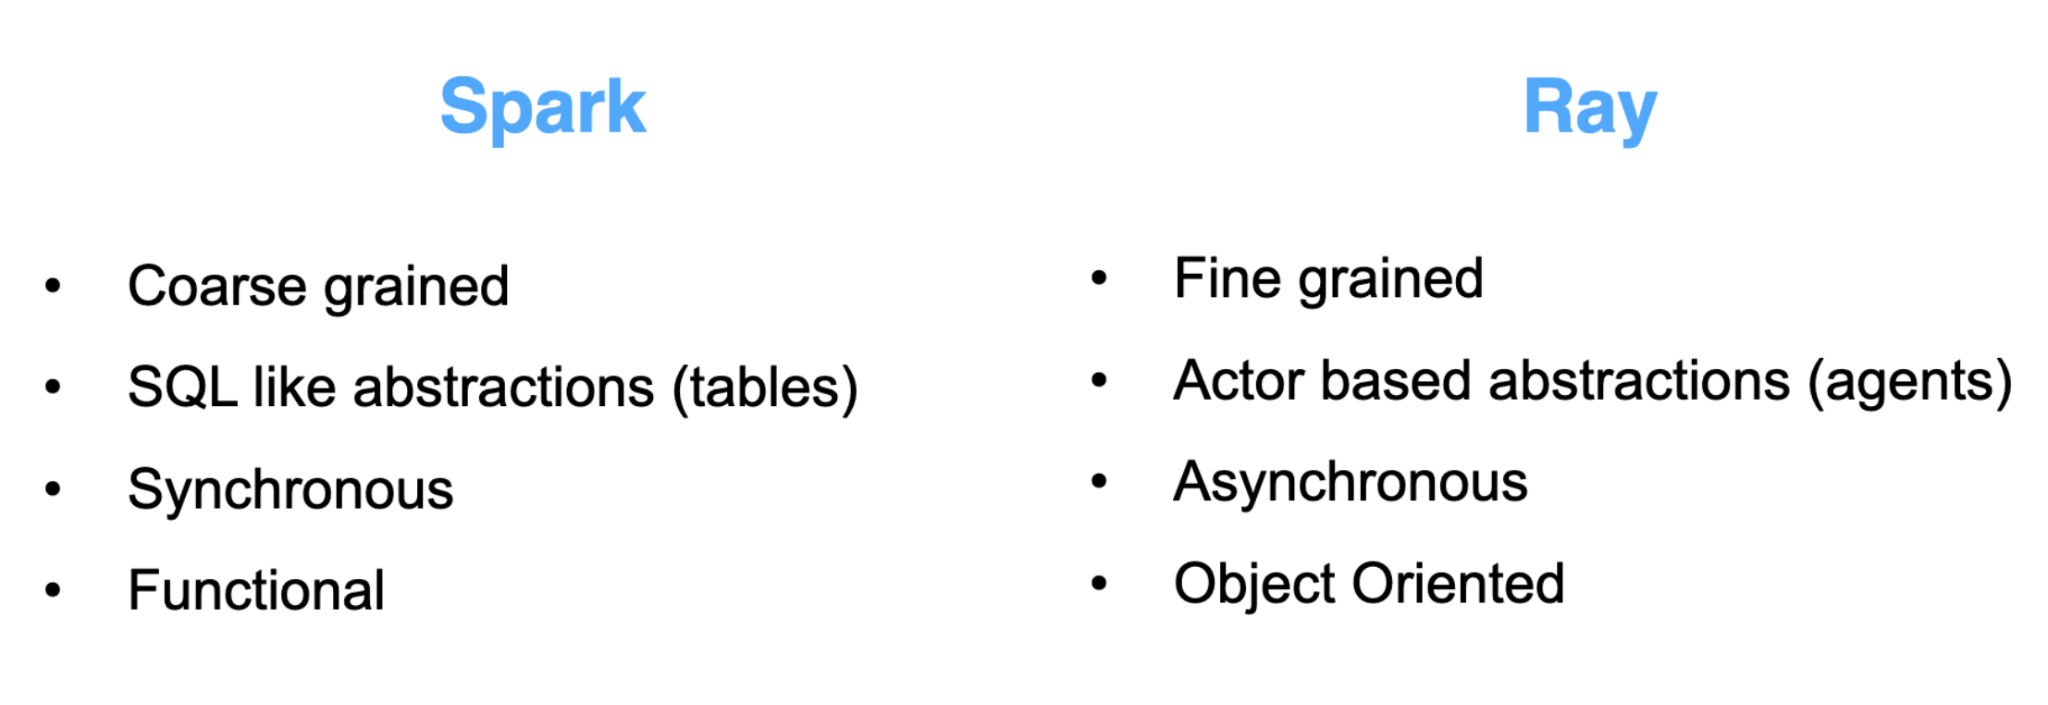 Spark
• Coarse grained
• SQL like abstractions (tables)
• Synchronous
• Functional
Ray
• Fine grained
• Actor based abstractions (agents)
• Asynchronous
• Object Oriented